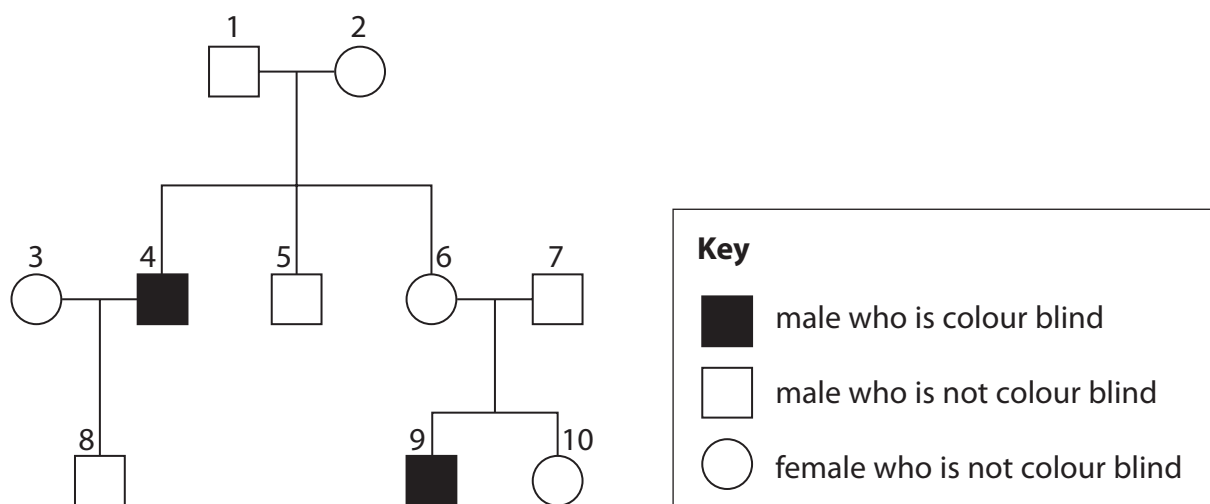 1 2
3 4 5 6 7
8 9 10
Key
male who is colour blind
male who is not colour blind
female who is not colour blind